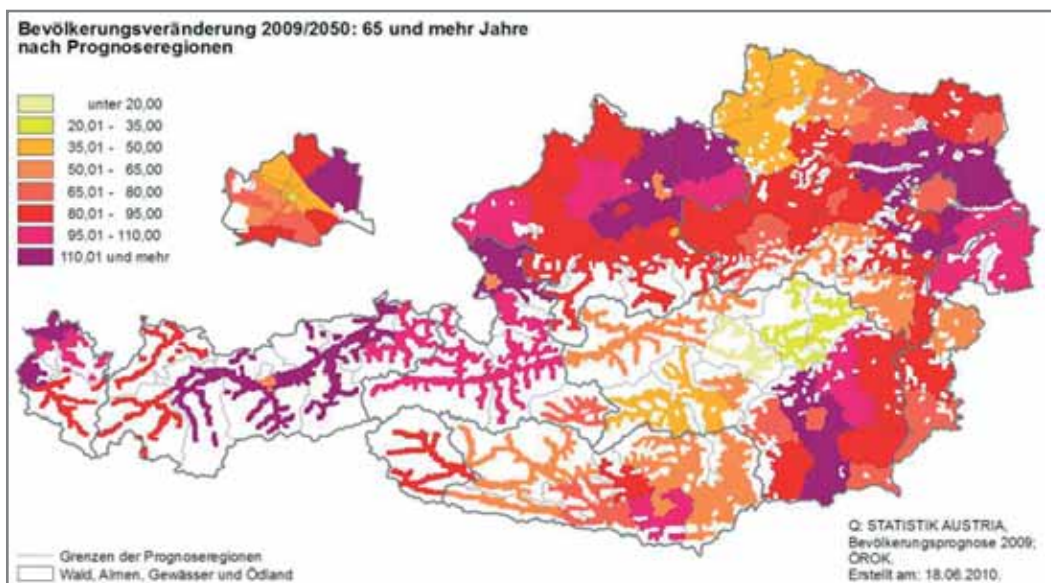 Bevölkerungsveränderung 2009/2050: 65 und mehr Jahre
nach Prognoseregionen
unter 20,00
20,01 - 35,00
35,01 - 50,00
50,01 - 65,00
65,01 - 80,00
80,01 - 95,00
95,01 - 110,00
110,01 und mehr
Grenzen der Prognoseregionen
Wald, Almen, Gewässer und Ödland
Q: STATISTIK AUSTRIA,
Bevölkerungsprognose 2009;
ÖROK.
Erstellt am: 18.06.2010.